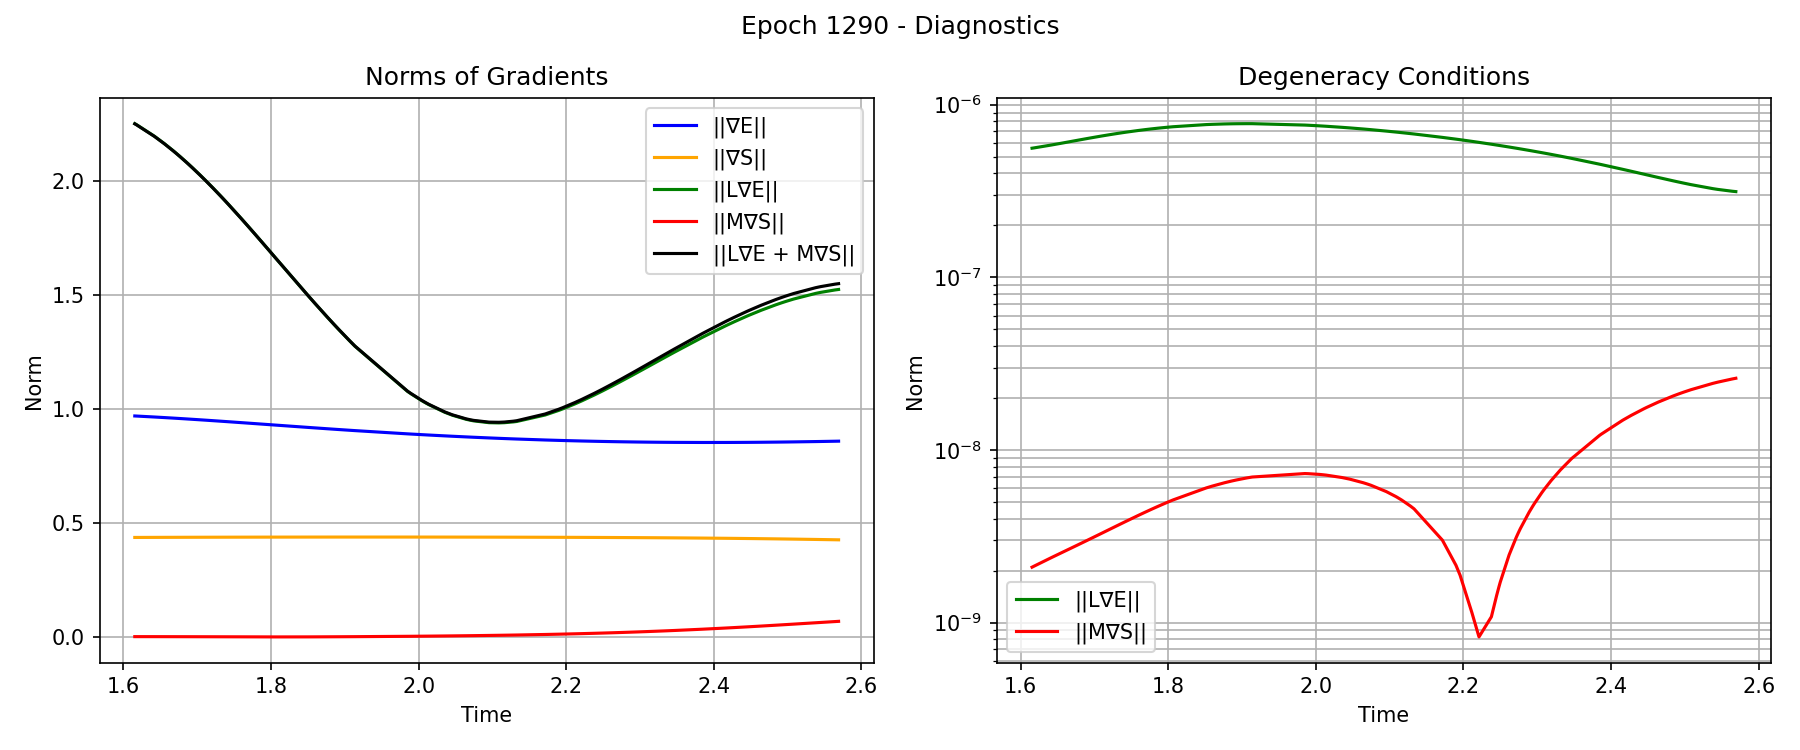 Epoch 1290 - Diagnostics
Norms of Gradients
||∇E||
||∇S||
||L∇E||
||M∇S||
||L∇E + M∇S||
Norm
2.0
1.5
1.0
0.5
0.0
1.6 1.8 2.0 2.2 2.4 2.6
Time
Degeneracy Conditions
Norm
10⁻⁶
10⁻⁷
10⁻⁸
10⁻⁹
||L∇E||
||M∇S||
1.6 1.8 2.0 2.2 2.4 2.6
Time